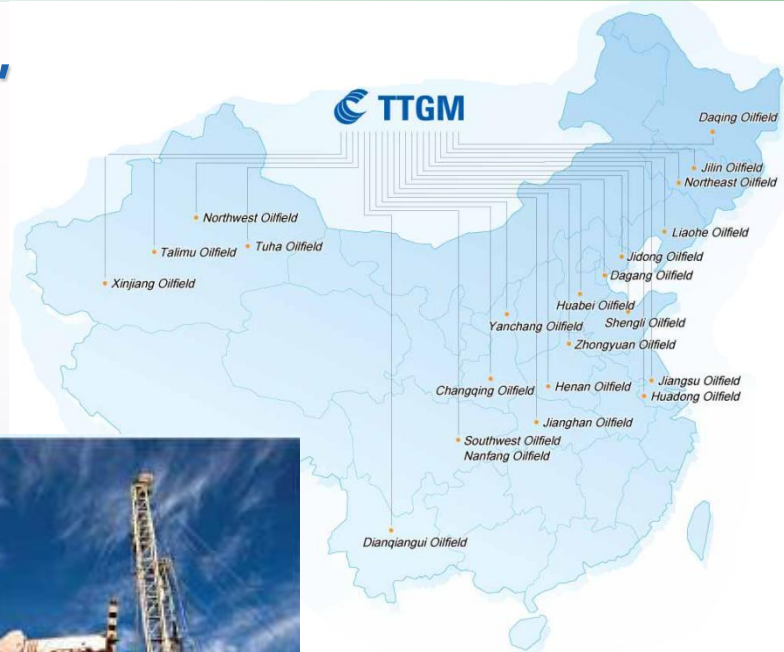 TTGM
Daqing Oilfield
Jilin Oilfield
Northeast Oilfield
Northwest Oilfield
Liaohe Oilfield
Talimu Oilfield
Tuha Oilfield
Jidong Oilfield
Dagang Oilfield
Xinjiang Oilfield
Huabei Oilfield
Yanchang Oilfield
Shengli Oilfield
Zhongyuan Oilfield
Changqing Oilfield
Henan Oilfield
Jiangsu Oilfield
Huadong Oilfield
Jianghan Oilfield
Southwest Oilfield
Nanfang Oilfield
Dianqiangui Oilfield